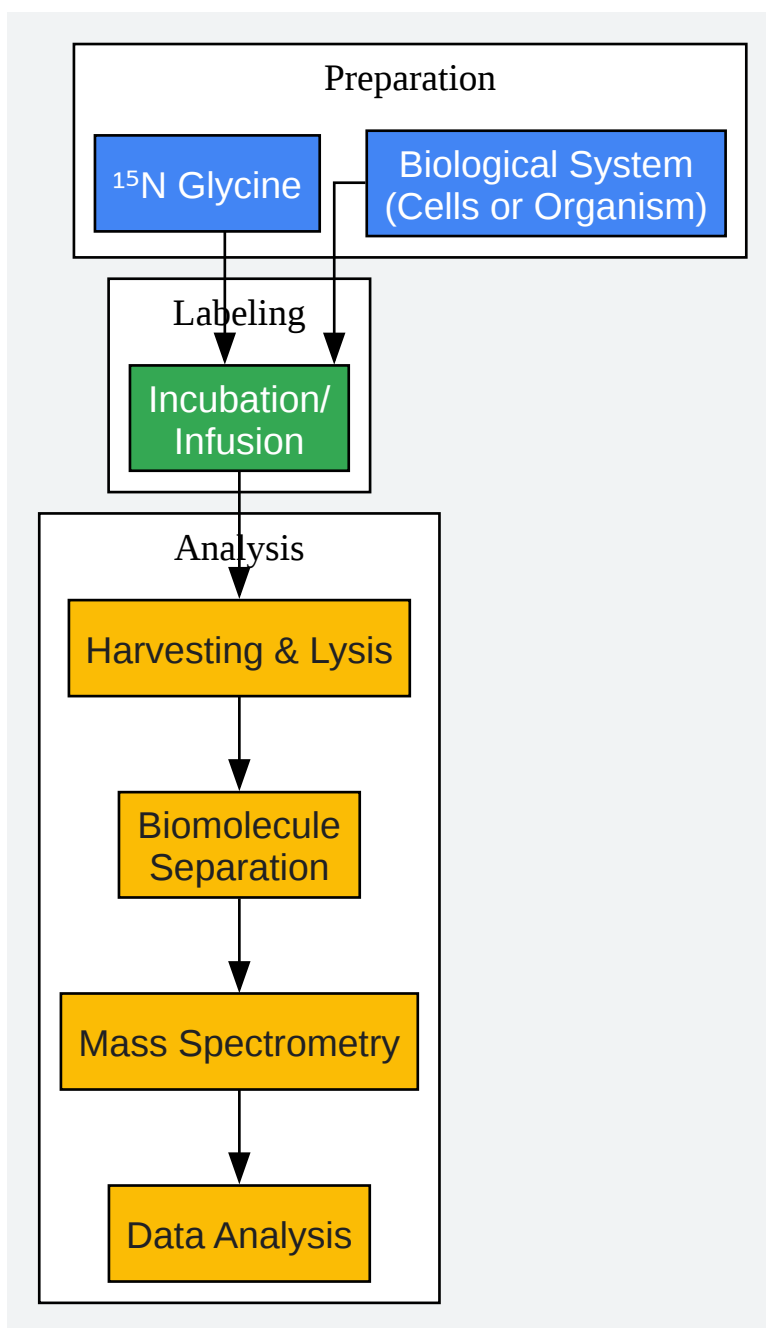 Preparation
¹⁵N Glycine
Biological System
(Cells or Organism)
Labeling
Incubation/
Infusion
Analysis
Harvesting & Lysis
Biomolecule
Separation
Mass Spectrometry
Data Analysis